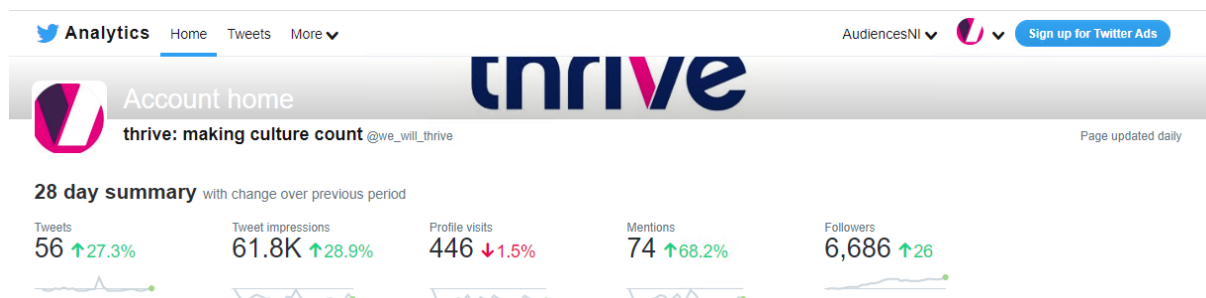 Analytics Home Tweets More AudiencesNI Sign up for Twitter Ads
thrive
Account home
thrive: making culture count @we_will_thrive Page updated daily
28 day summary with change over previous period
Tweets Tweet impressions Profile visits Mentions Followers
56 ↑27.3% 61.8K ↑28.9% 446 ↓1.5% 74 ↑68.2% 6,686 ↑26